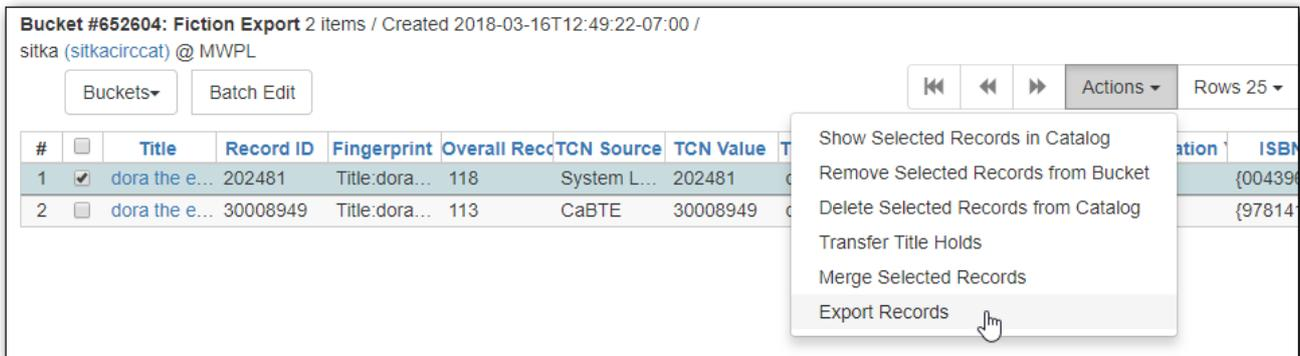 Bucket #652604: Fiction Export 2 items / Created 2018-03-16T12:49:22-07:00 /
sitka (sitkacirccat) @ MWPL
Buckets Batch Edit Actions Rows 25
# Title Record ID Fingerprint Overall Rec TCN Source TCN Value T ation ISBN
1 dora the e... 202481 Title:dora... 118 System L... 202481 {004396
2 dora the e... 30008949 Title:dora... 113 CaBTE 30008949 {978141
Show Selected Records in Catalog
Remove Selected Records from Bucket
Delete Selected Records from Catalog
Transfer Title Holds
Merge Selected Records
Export Records